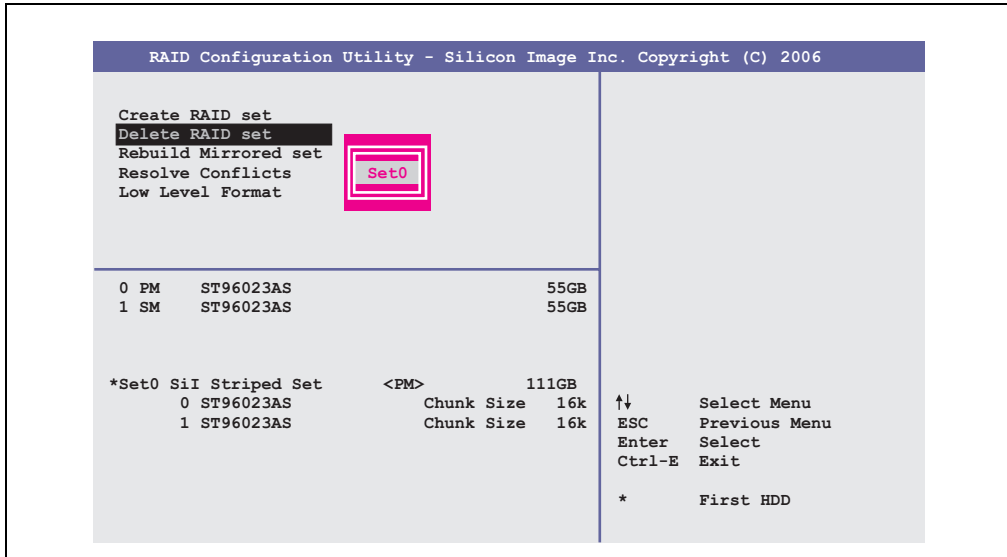 RAID Configuration Utility - Silicon Image Inc. Copyright (C) 2006
Create RAID set
Delete RAID set
Rebuild Mirrored set
Resolve Conflicts
Low Level Format
Set0
0 PM ST96023AS 55GB
1 SM ST96023AS 55GB
*Set0 SiI Striped Set <PM> 111GB
0 ST96023AS Chunk Size 16k
1 ST96023AS Chunk Size 16k
↑↓ Select Menu
ESC Previous Menu
Enter Select
Ctrl-E Exit
* First HDD